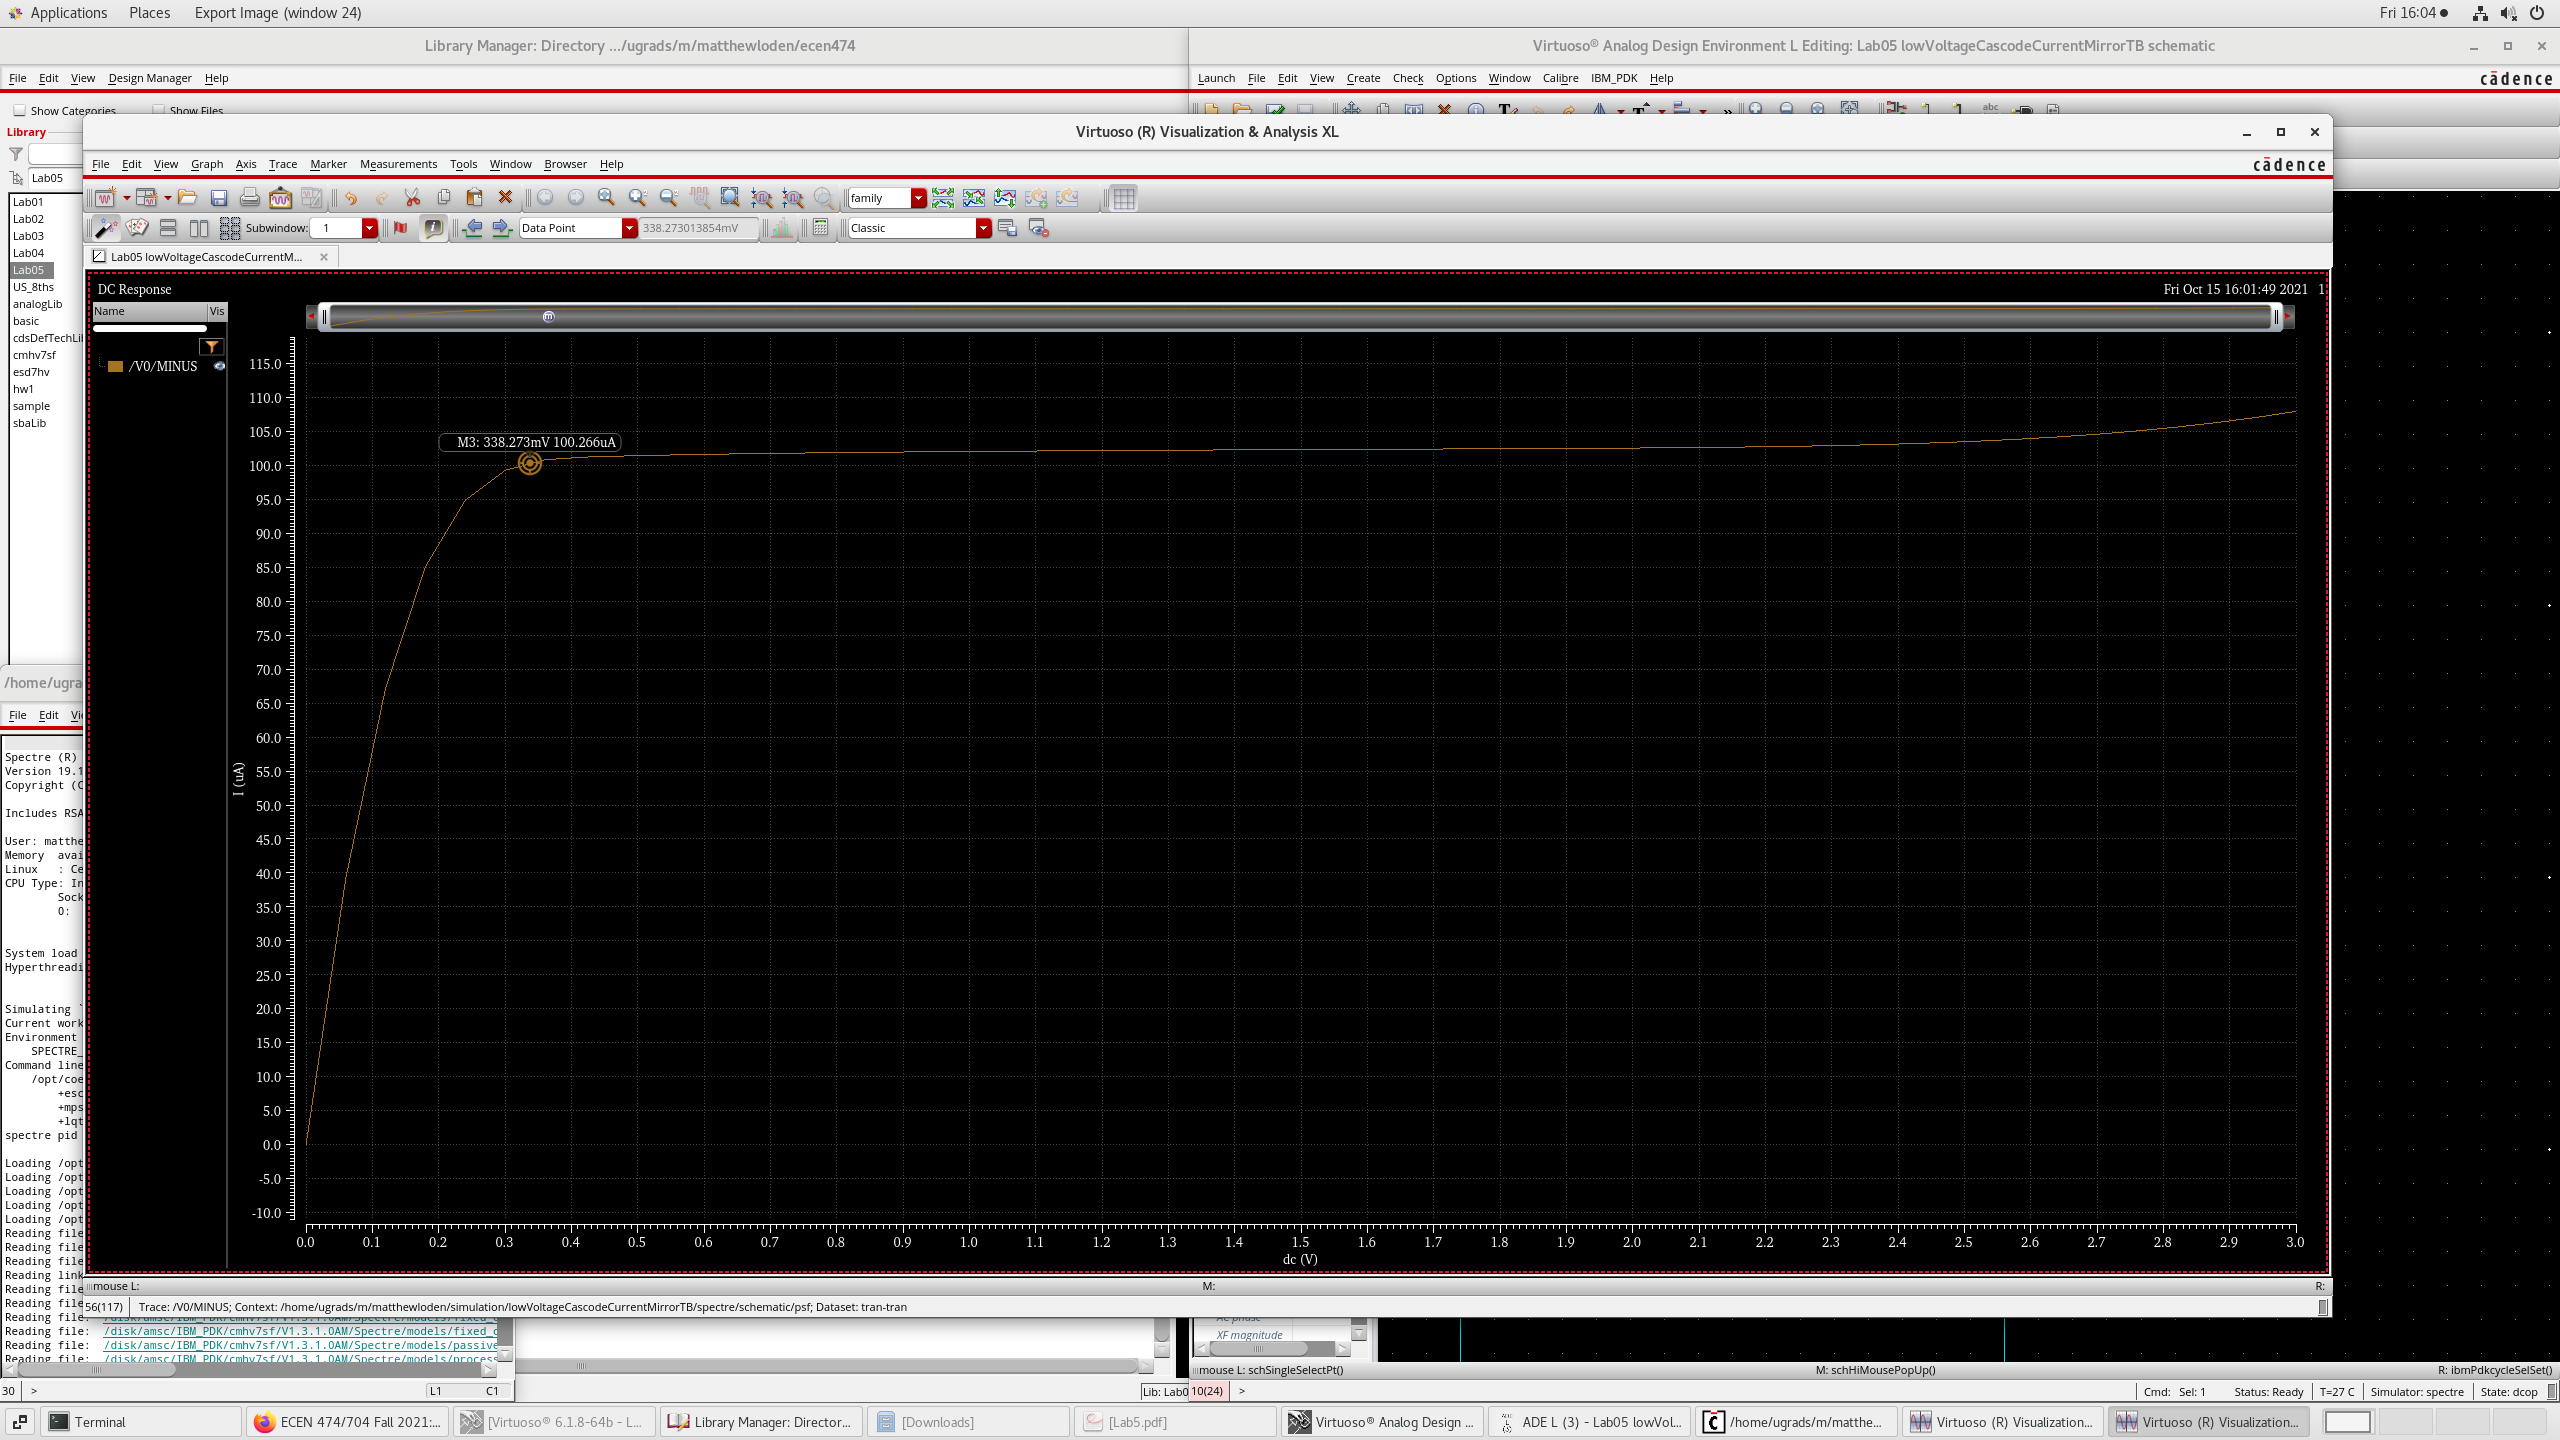 Applications Places Export Image (window 24) Fri 16:04
Library Manager: Directory .../ugrads/m/matthewloden/ecen474
Virtuoso® Analog Design Environment L Editing: Lab05 lowVoltageCascodeCurrentMirrorTB schematic
File Edit View Design Manager Help
Launch File Edit View Create Check Options Window Calibre IBM_PDK Help cādence
Show Categories Show Files
Library
Lab05
Lab01
Lab02
Lab03
Lab04
Lab05
US_8ths
analogLib
basic
cdsDefTechLi
cmhv7sf
esd7hv
hw1
sample
sbaLib
Virtuoso (R) Visualization & Analysis XL
File Edit View Graph Axis Trace Marker Measurements Tools Window Browser Help cādence
family
Subwindow: 1 Data Point 338.273013854mV Classic
Lab05 lowVoltageCascodeCurrentM...
DC Response Fri Oct 15 16:01:49 2021 1
Name Vis
/V0/MINUS
M3: 338.273mV 100.266uA
115.0
110.0
105.0
100.0
95.0
90.0
85.0
80.0
75.0
70.0
65.0
60.0
55.0
50.0
45.0
40.0
35.0
30.0
25.0
20.0
15.0
10.0
5.0
0.0
-5.0
-10.0
I (uA)
0.0 0.1 0.2 0.3 0.4 0.5 0.6 0.7 0.8 0.9 1.0 1.1 1.2 1.3 1.4 1.5 1.6 1.7 1.8 1.9 2.0 2.1 2.2 2.3 2.4 2.5 2.6 2.7 2.8 2.9 3.0
dc (V)
mouse L: M: R:
56(117) Trace: /V0/MINUS; Context: /home/ugrads/m/matthewloden/simulation/lowVoltageCascodeCurrentMirrorTB/spectre/schematic/psf; Dataset: tran-tran
/home/ugra
File Edit Vi
Spectre (R)
Version 19.1
Copyright (C
Includes RSA
User: matthe
Memory avai
Linux : Ce
CPU Type: In
Sock
0:
System load
Hyperthreadi
Simulating `
Current work
Environment
SPECTRE_
Command line
/opt/coe
+esc
+mps
+lqt
spectre pid
Loading /opt
Loading /opt
Loading /opt
Loading /opt
Loading /opt
Reading file
Reading file
Reading file
Reading file
Reading link
Reading file
Reading file
Reading file: /disk/amsc/IBM_PDK/cmhv7sf/V1.3.1.0AM/Spectre/models/fixed_
Reading file: /disk/amsc/IBM_PDK/cmhv7sf/V1.3.1.0AM/Spectre/models/fixed_c
Reading file: /disk/amsc/IBM_PDK/cmhv7sf/V1.3.1.0AM/Spectre/models/passive
Reading file: /disk/amsc/IBM_PDK/cmhv7sf/V1.3.1.0AM/Spectre/models/process
30 > L1 C1
Lib: Lab0
AC phase
XF magnitude
mouse L: schSingleSelectPt() M: schHiMousePopUp() R: ibmPdkcycleSelSet()
10(24) > Cmd: Sel: 1 Status: Ready T=27 C Simulator: spectre State: dcop
Terminal
ECEN 474/704 Fall 2021:...
[Virtuoso® 6.1.8-64b - L...
Library Manager: Director...
[Downloads]
[Lab5.pdf]
Virtuoso® Analog Design ...
ADE L (3) - Lab05 lowVol...
/home/ugrads/m/matthe...
Virtuoso (R) Visualization...
Virtuoso (R) Visualization...